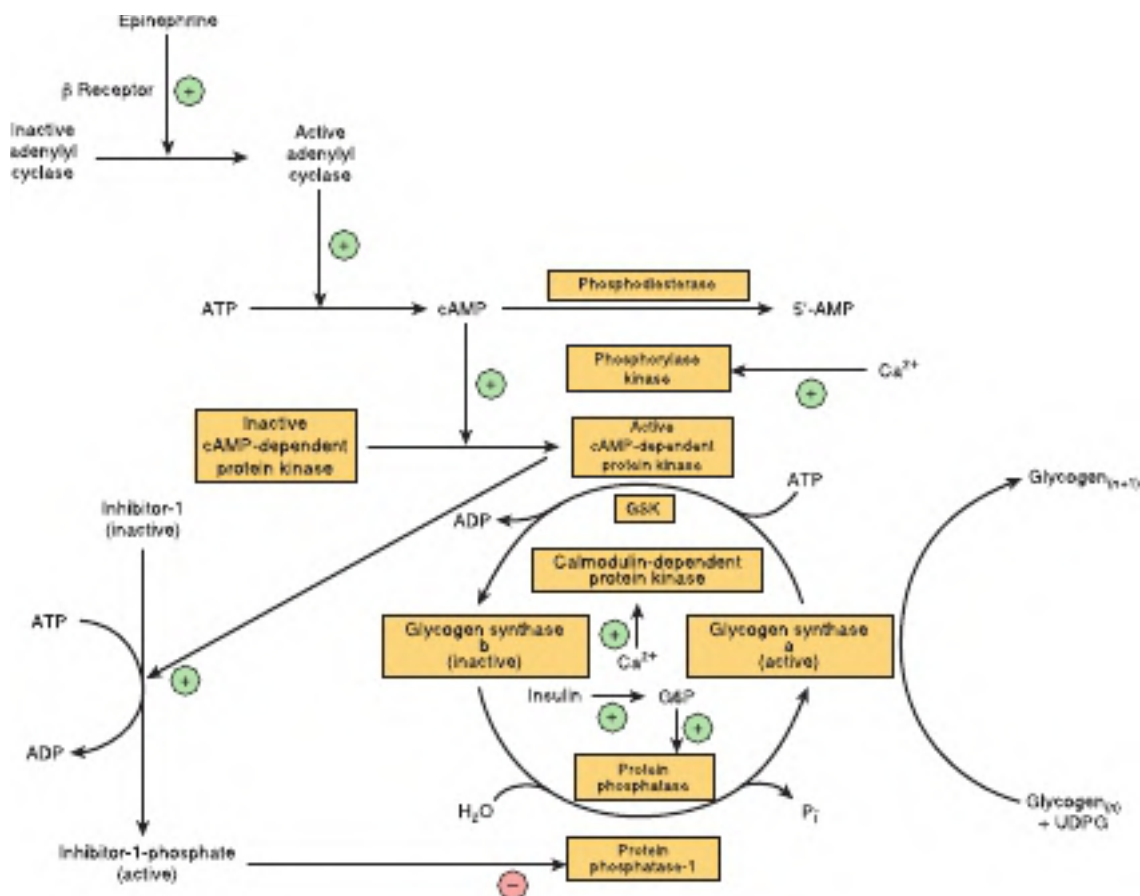 Epinephrine
β Receptor
+
Inactive
adenylyl
cyclase
Active
adenylyl
cyclase
+
Phosphodiesterase
ATP
cAMP
5'-AMP
Phosphorylase
kinase
Ca2+
+
+
Inactive
cAMP-dependent
protein kinase
Active
cAMP-dependent
protein kinase
ATP
Glycogen(n+1)
GSK
ADP
Inhibitor-1
(inactive)
Calmodulin-dependent
protein kinase
ATP
Glycogen synthase
b
(inactive)
+
Ca2+
Glycogen synthase
a
(active)
+
Insulin
+
G6P
+
ADP
Protein
phosphatase
H2O
Pi
Glycogen(n)
+ UDPG
Inhibitor-1-phosphate
(active)
−
Protein
phosphatase-1